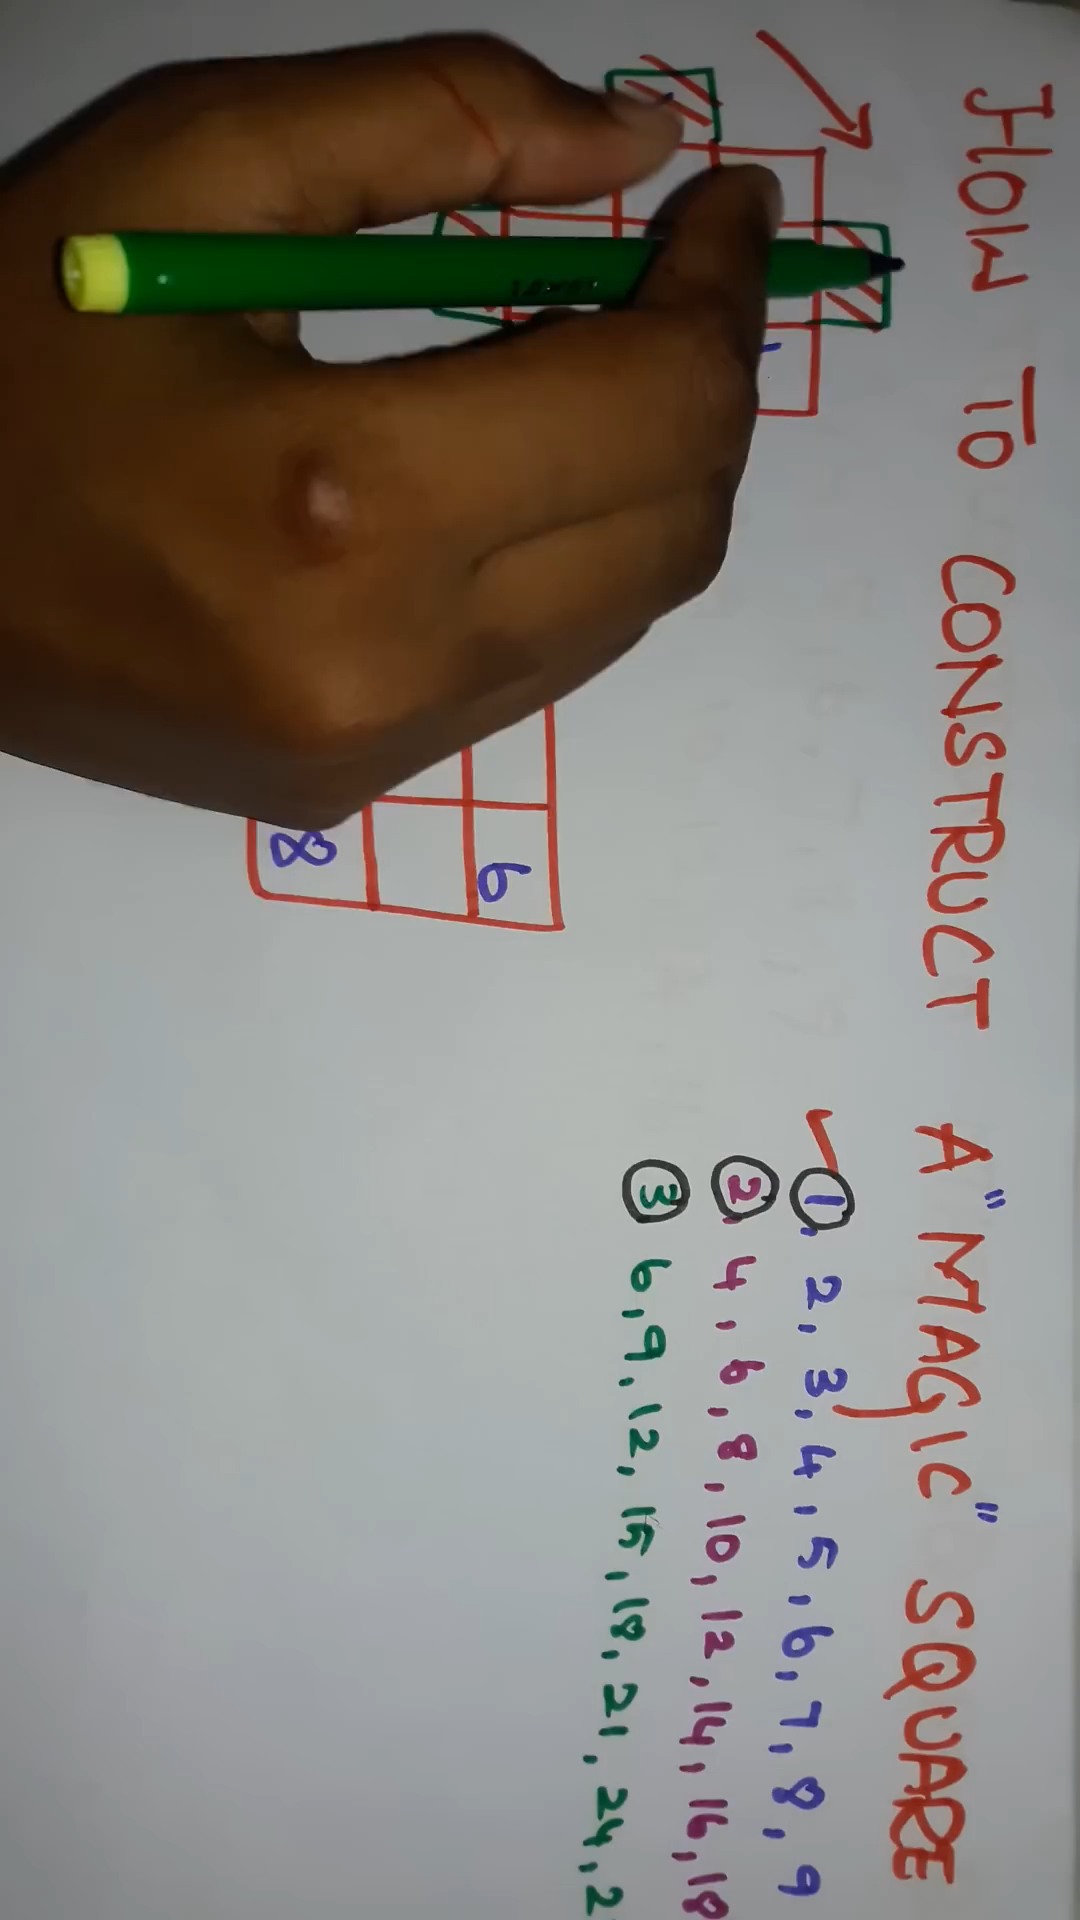 HOW TO CONSTRUCT A "MAGIC" SQUARE
1, 2, 3, 4, 5, 6, 7, 8, 9
2, 4, 6, 8, 10, 12, 14, 16, 18
3 6, 9, 12, 15, 18, 21, 24, 2
6
8